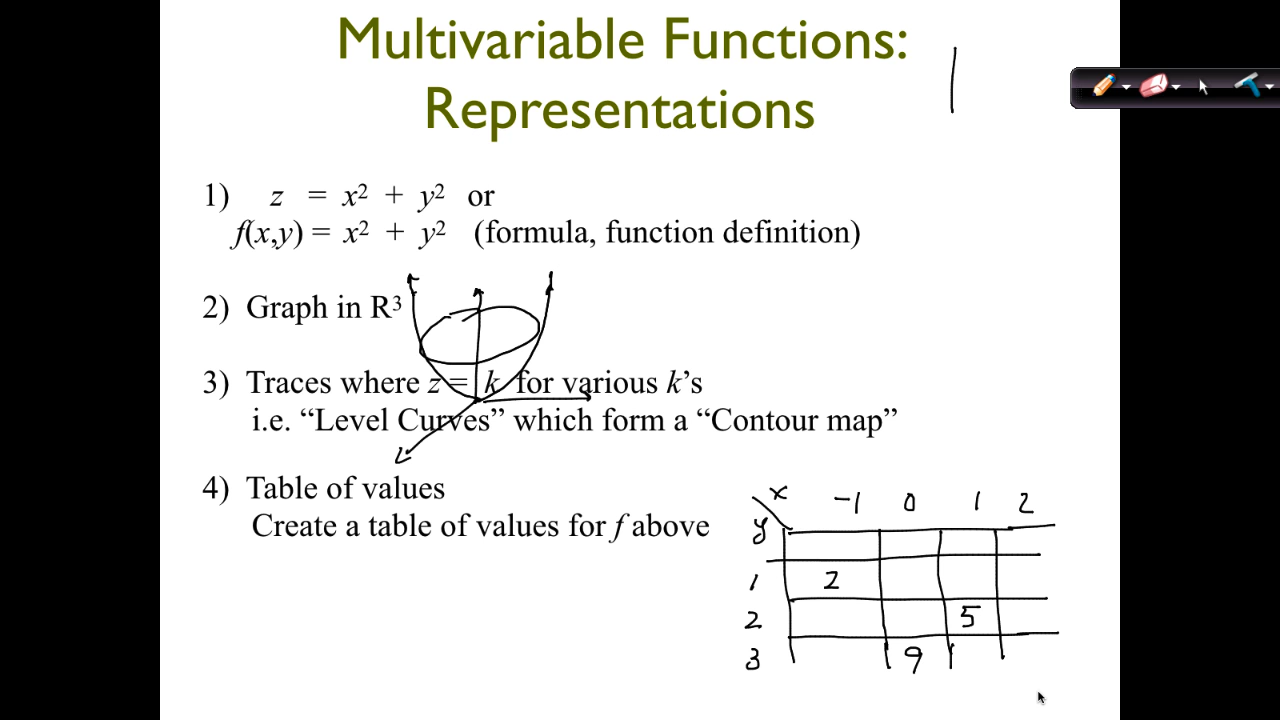 Multivariable Functions:
Representations
1) z = x² + y² or
f(x,y) = x² + y² (formula, function definition)
2) Graph in R³
3) Traces where z = k for various k’s
i.e. “Level Curves” which form a “Contour map”
4) Table of values
Create a table of values for f above
x -1 0 1 2
y
1 2
2 5
3 9